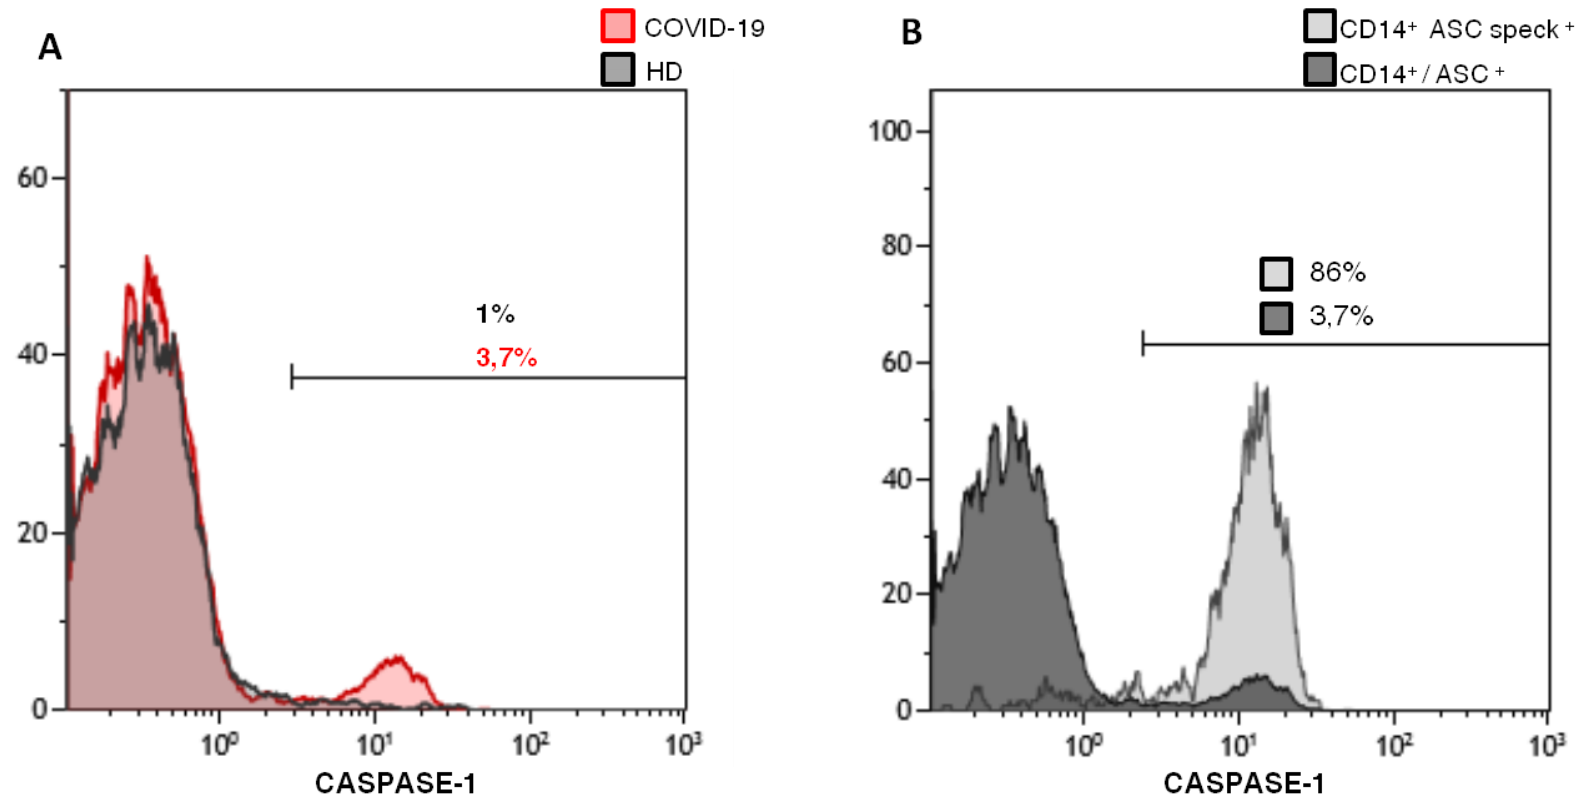 A
COVID-19
HD
60
40
20
0
1%
3,7%
10⁰
10¹
10²
10³
CASPASE-1
B
CD14⁺ ASC speck⁺
CD14⁺/ ASC⁺
100
80
60
40
20
0
86%
3,7%
10⁰
10¹
10²
10³
CASPASE-1